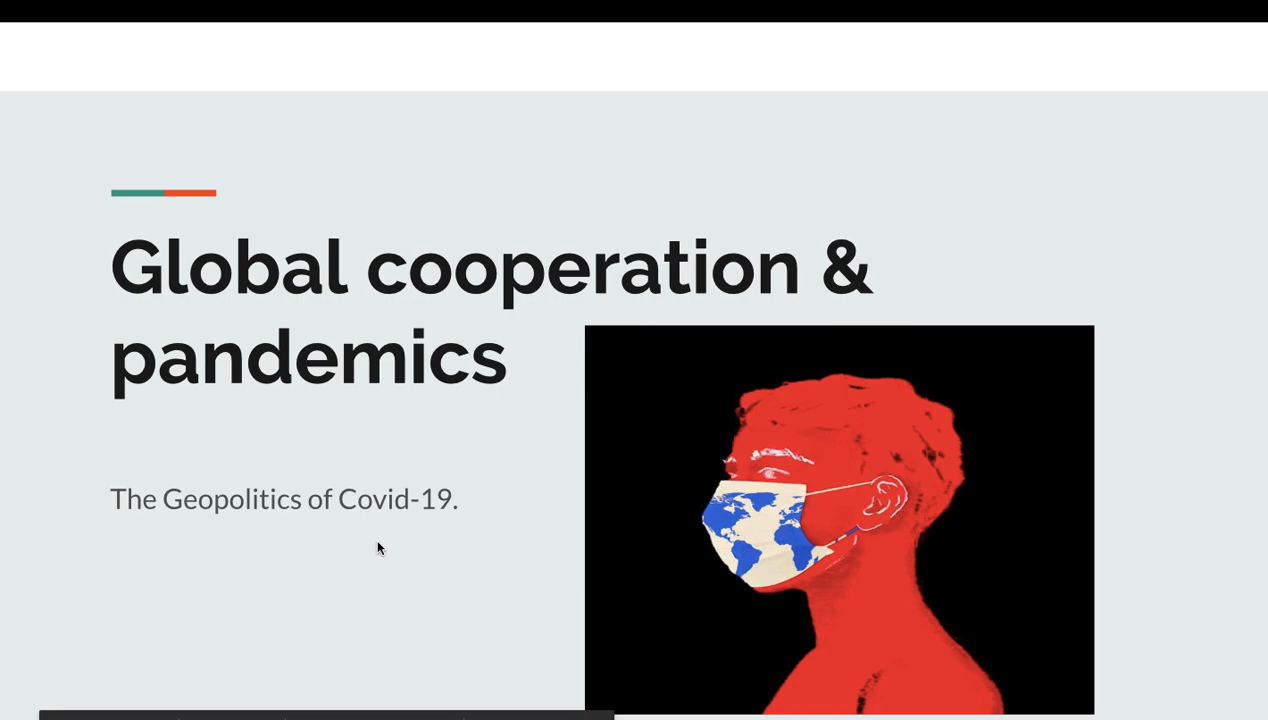 Global cooperation &
pandemics
The Geopolitics of Covid-19.